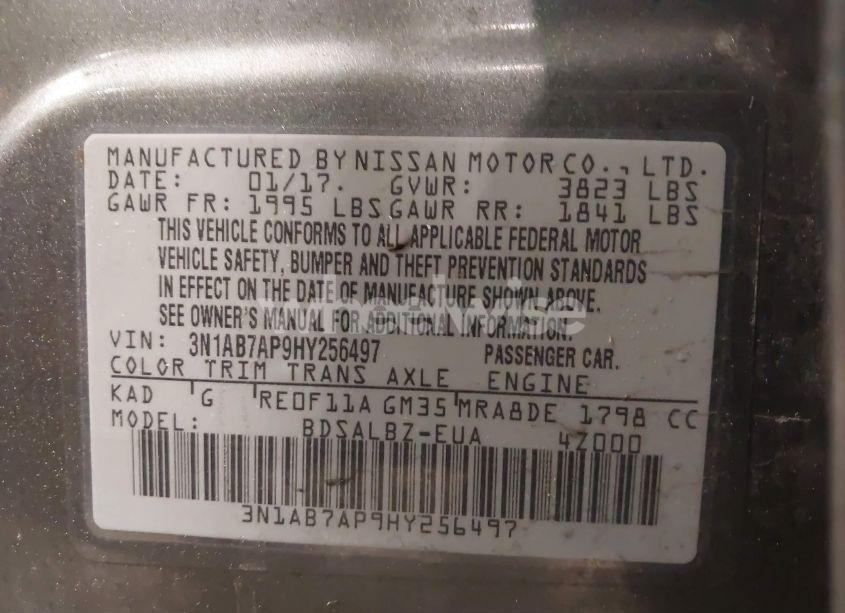 MANUFACTURED BY NISSAN MOTOR CO., LTD.
DATE: 01/17. GVWR: 3823 LBS
GAWR FR: 1995 LBS GAWR RR: 1841 LBS
THIS VEHICLE CONFORMS TO ALL APPLICABLE FEDERAL MOTOR
VEHICLE SAFETY, BUMPER AND THEFT PREVENTION STANDARDS
IN EFFECT ON THE DATE OF MANUFACTURE SHOWN ABOVE.
SEE OWNER'S MANUAL FOR ADDITIONAL INFORMATION.
VIN: 3N1AB7AP9HY256497 PASSENGER CAR.
COLOR TRIM TRANS AXLE ENGINE
KAD G RE0F11A GM35 MRA8DE 1798 CC
MODEL: BDSALBZ-EUA 4Z000
3N1AB7AP9HY256497